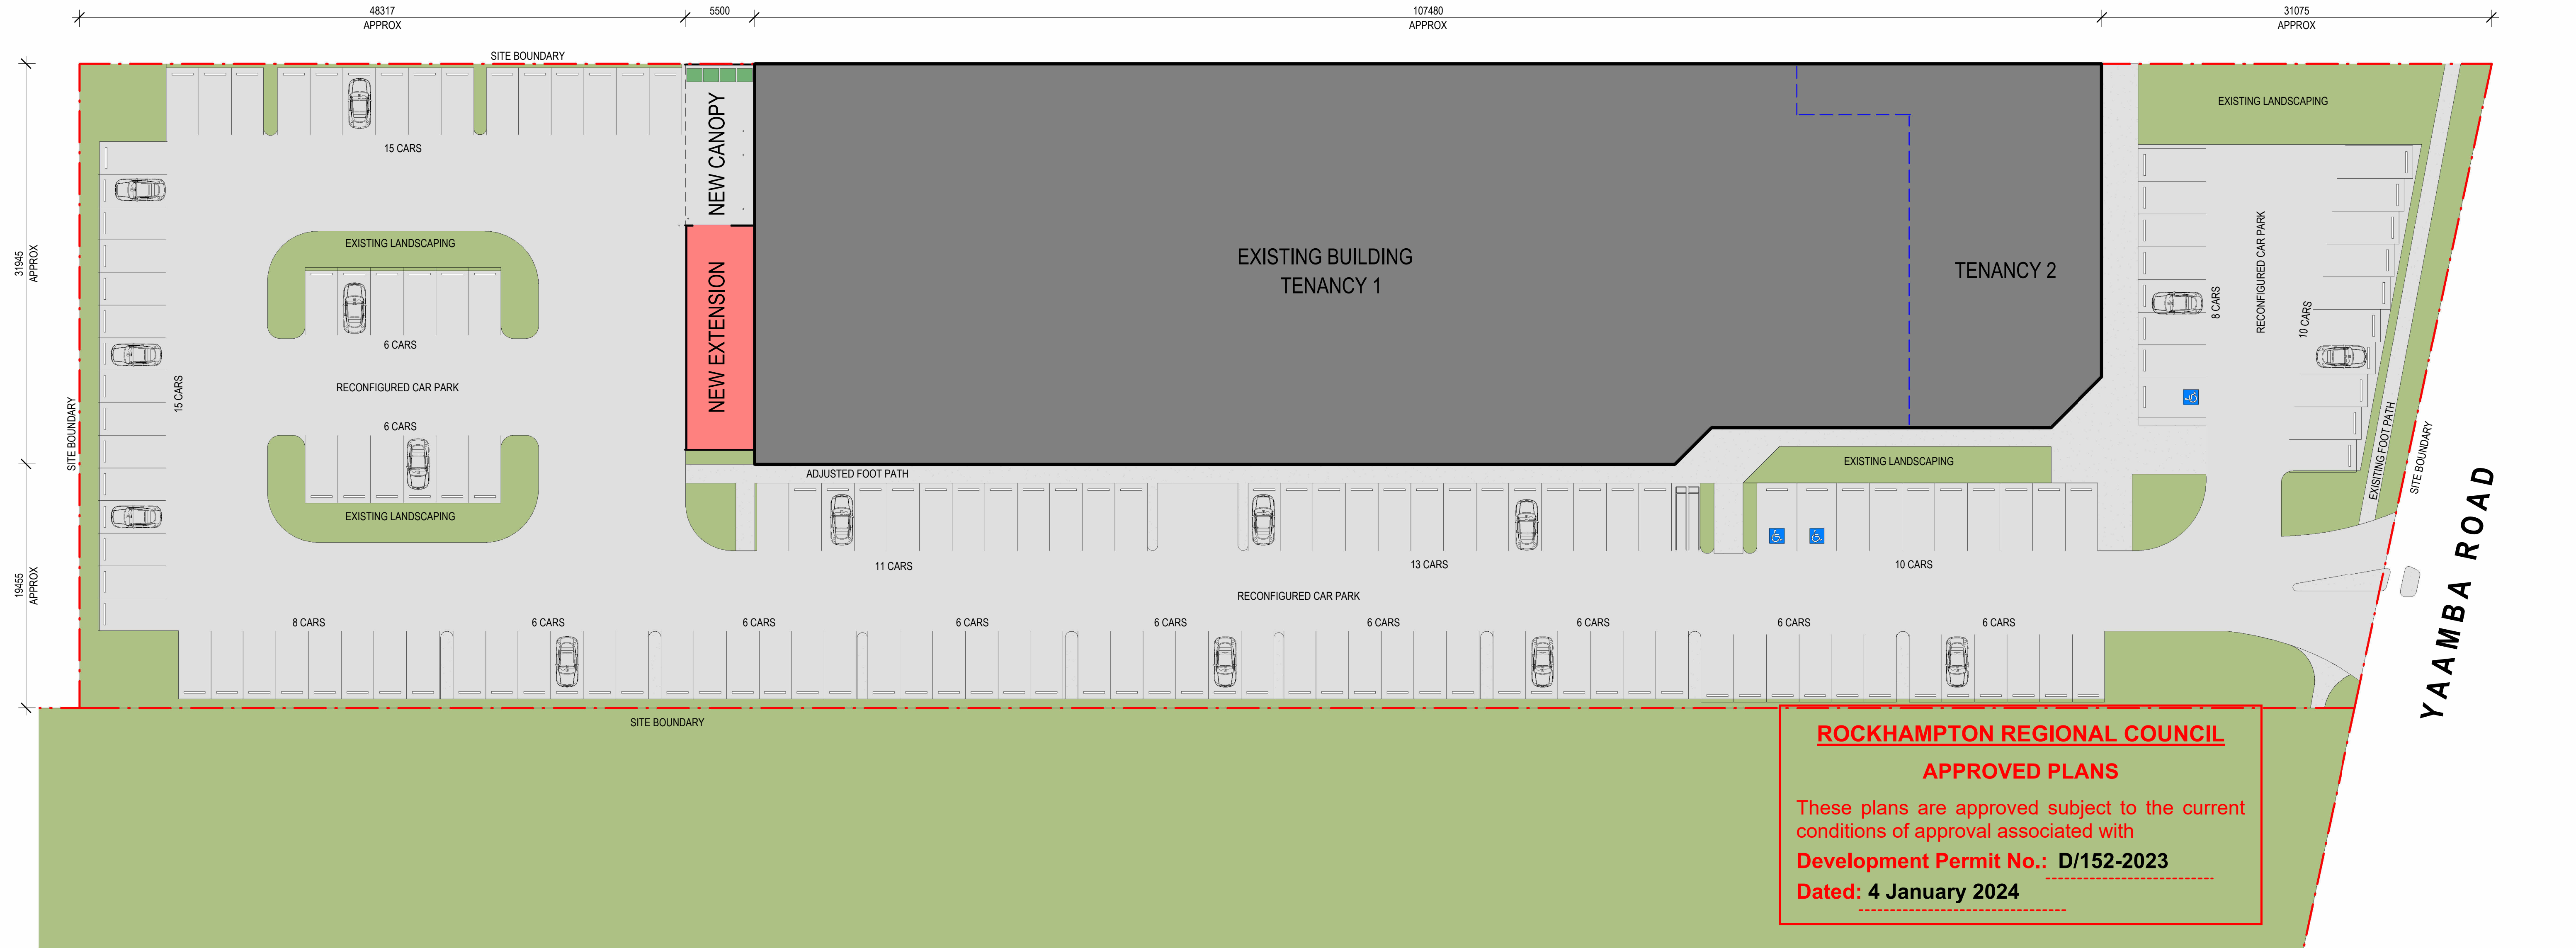 48317
APPROX
5500
107480
APPROX
31075
APPROX
SITE BOUNDARY
31945
APPROX
19455
APPROX
SITE BOUNDARY
15 CARS
15 CARS
EXISTING LANDSCAPING
6 CARS
RECONFIGURED CAR PARK
6 CARS
EXISTING LANDSCAPING
NEW CANOPY
NEW EXTENSION
EXISTING BUILDING
TENANCY 1
TENANCY 2
EXISTING LANDSCAPING
8 CARS
RECONFIGURED CAR PARK
10 CARS
EXISTING FOOT PATH
SITE BOUNDARY
YAAMBA ROAD
ADJUSTED FOOT PATH
EXISTING LANDSCAPING
11 CARS
13 CARS
10 CARS
RECONFIGURED CAR PARK
8 CARS
6 CARS
6 CARS
6 CARS
6 CARS
6 CARS
6 CARS
6 CARS
6 CARS
SITE BOUNDARY
ROCKHAMPTON REGIONAL COUNCIL
APPROVED PLANS
These plans are approved subject to the current
conditions of approval associated with
Development Permit No.: D/152-2023
Dated: 4 January 2024